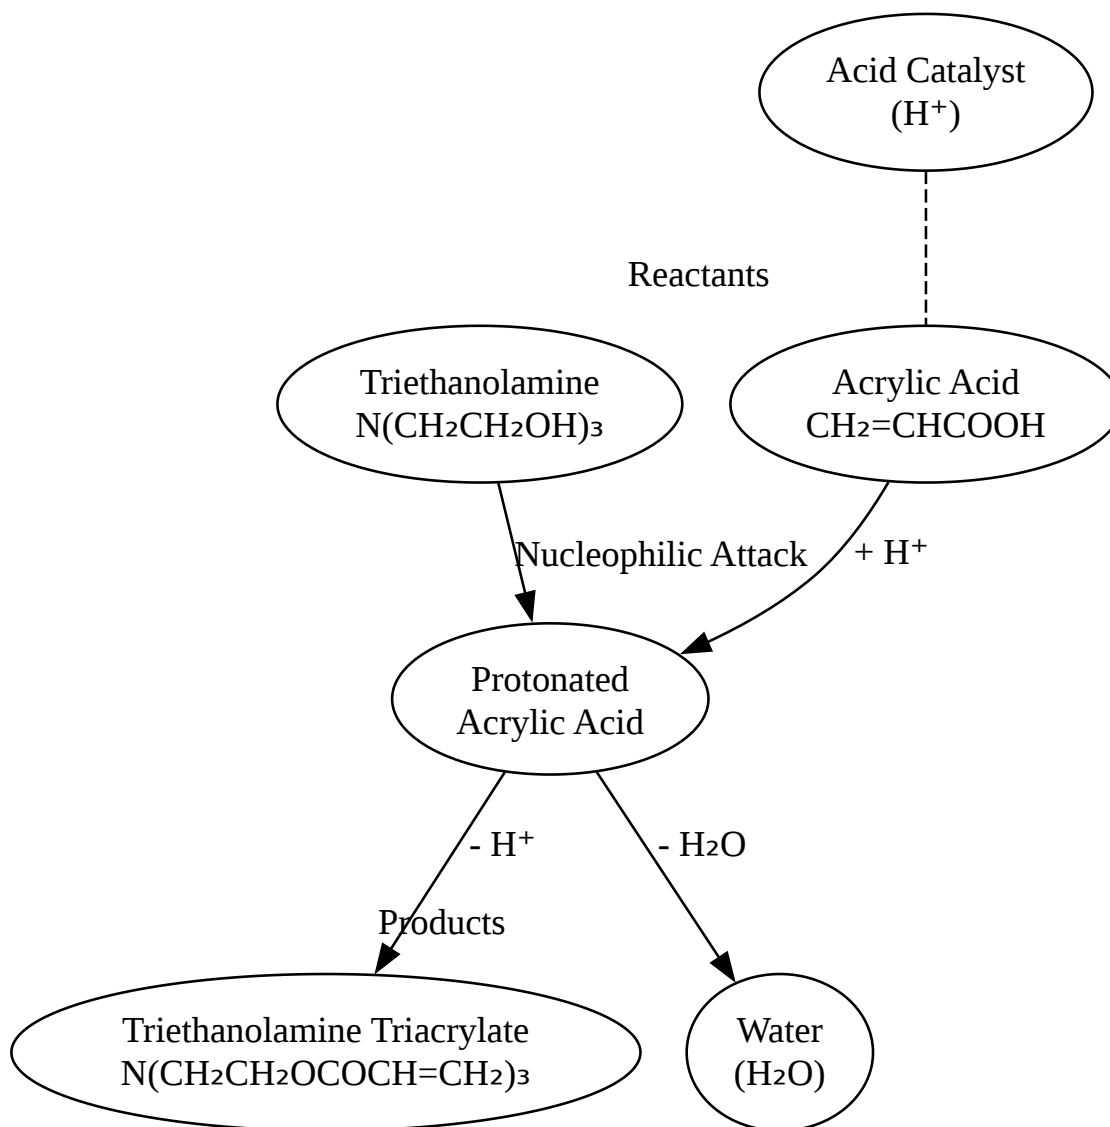 Acid Catalyst
(H⁺)
Reactants
Triethanolamine
N(CH₂CH₂OH)₃
Acrylic Acid
CH₂=CHCOOH
Nucleophilic Attack
+ H⁺
Protonated
Acrylic Acid
- H⁺
- H₂O
Products
Triethanolamine Triacrylate
N(CH₂CH₂OCOCH=CH₂)₃
Water
(H₂O)